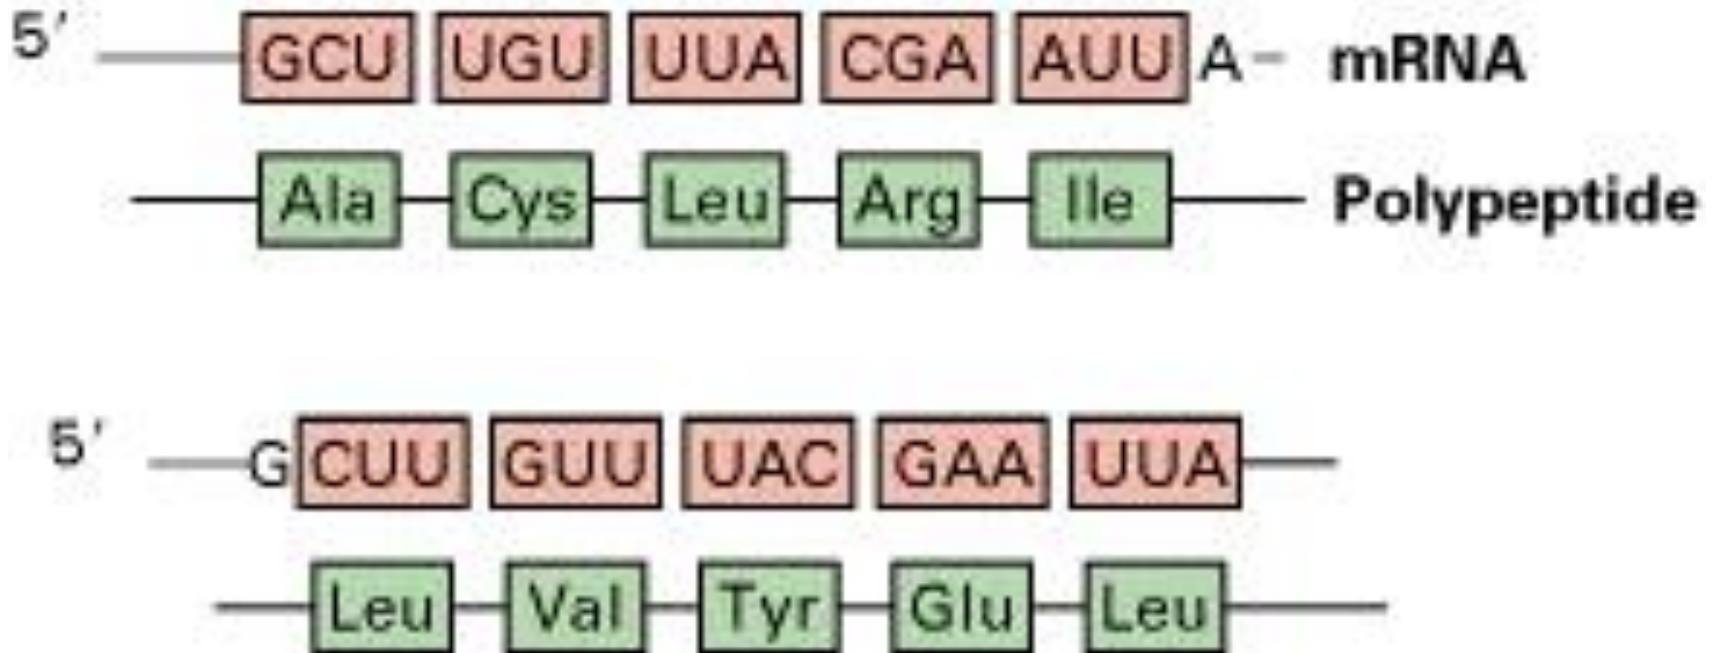 5′ GCU UGU UUA CGA AUU A mRNA
Ala Cys Leu Arg Ile Polypeptide
5′ G CUU GUU UAC GAA UUA
Leu Val Tyr Glu Leu